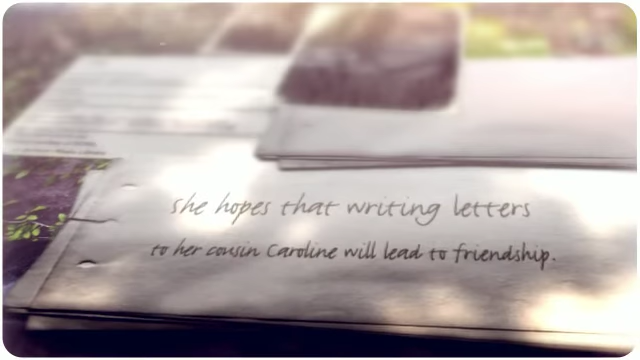 She hopes that writing letters
to her cousin Caroline will lead to friendship.